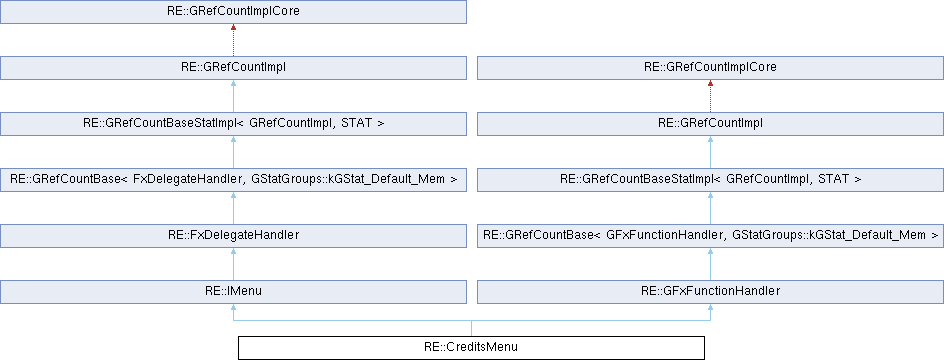 RE::GRefCountImplCore
RE::GRefCountImpl
RE::GRefCountImplCore
RE::GRefCountBaseStatImpl< GRefCountImpl, STAT >
RE::GRefCountImpl
RE::GRefCountBase< FxDelegateHandler, GStatGroups::kGStat_Default_Mem >
RE::GRefCountBaseStatImpl< GRefCountImpl, STAT >
RE::FxDelegateHandler
RE::GRefCountBase< GFxFunctionHandler, GStatGroups::kGStat_Default_Mem >
RE::IMenu
RE::GFxFunctionHandler
RE::CreditsMenu